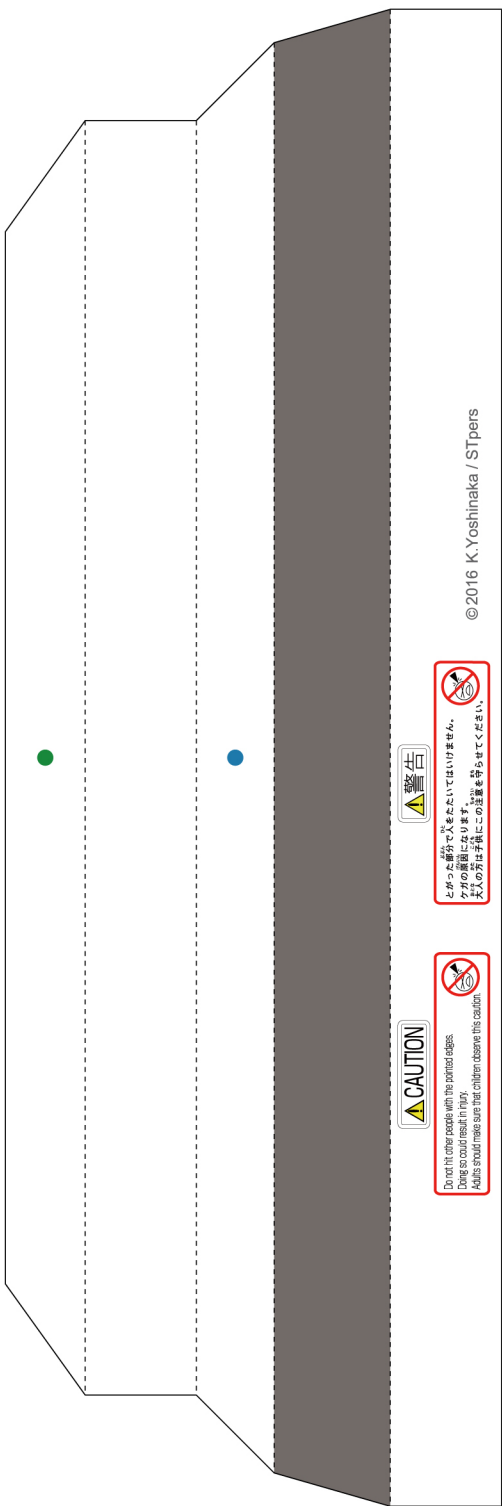 ⚠CAUTION
Do not hit other people with the pointed edges.
Doing so could result in injury.
Adults should make sure that children observe this caution.
⚠警告
とがった部分で人をたたいてはいけません。
ケガの原因になります。
大人の方は子供にこの注意を守らせてください。
©2016 K.Yoshinaka / STpers